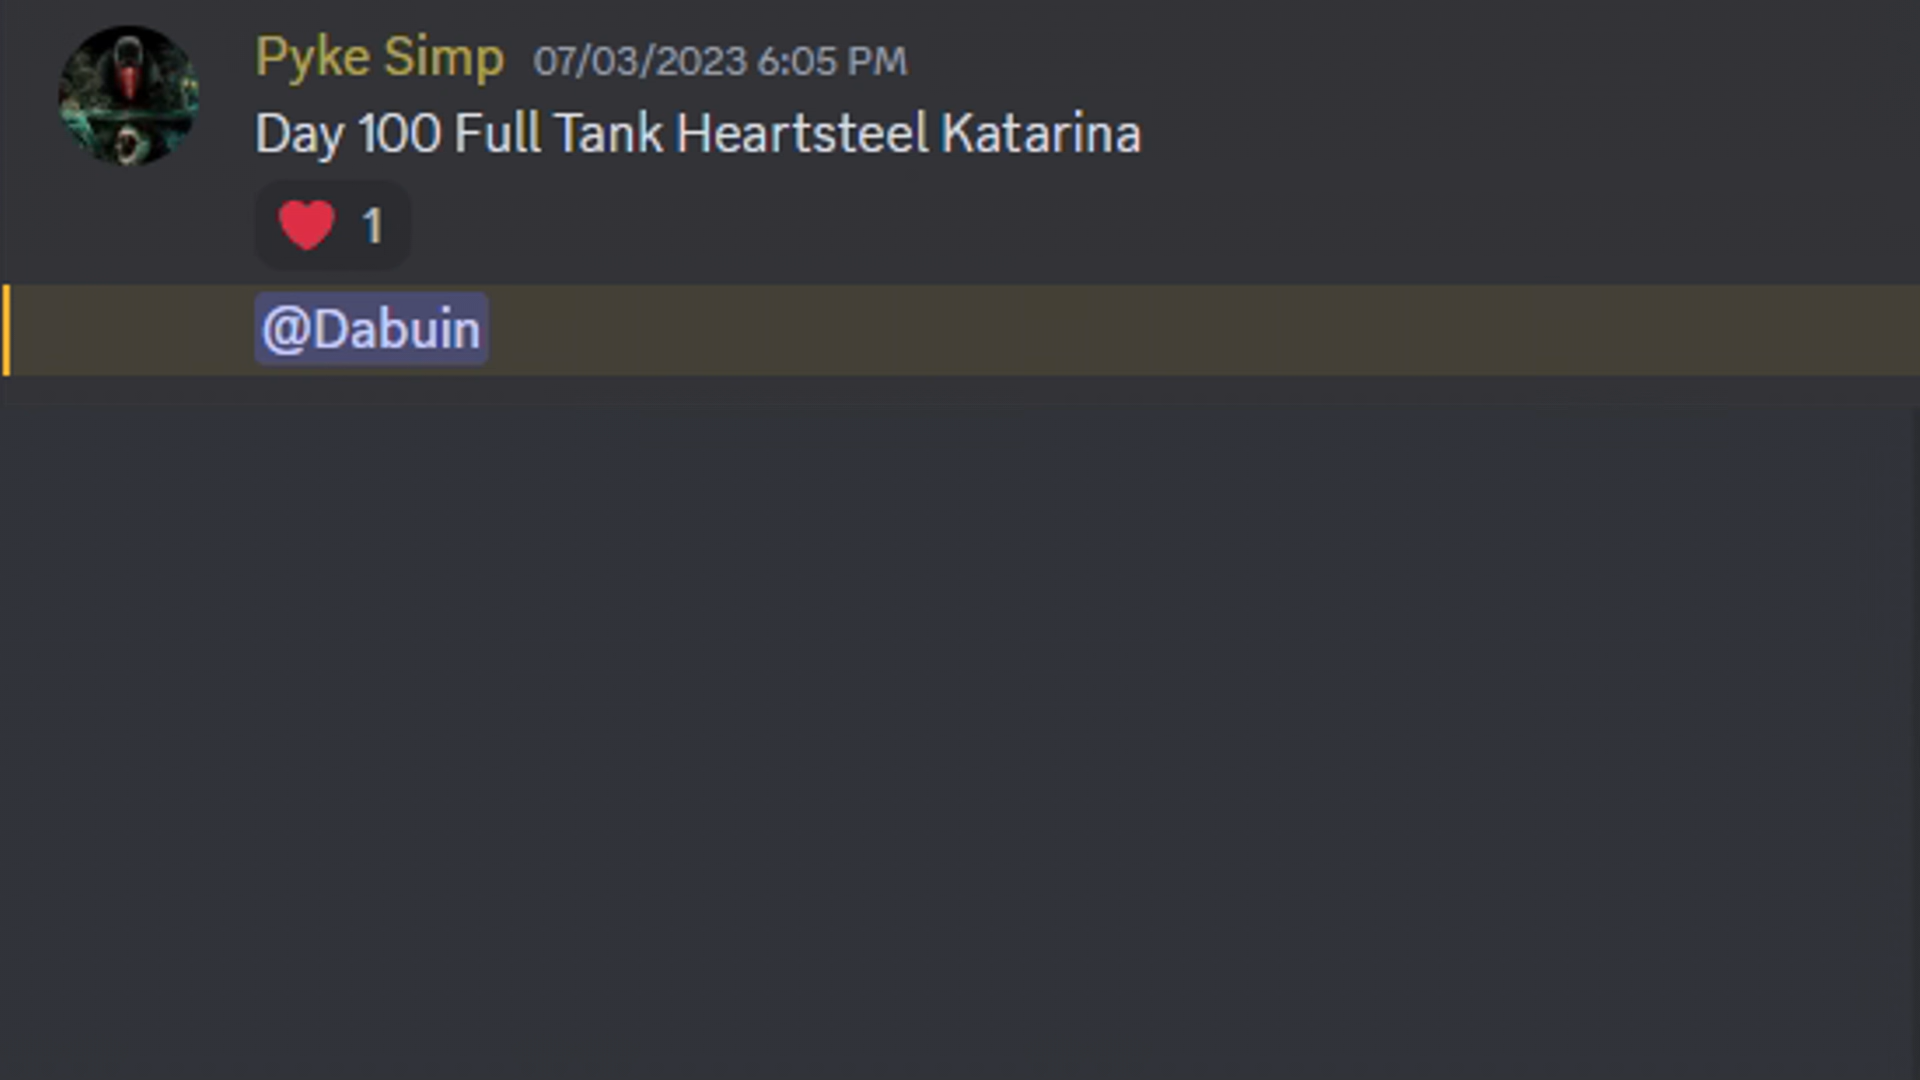 Pyke Simp 07/03/2023 6:05 PM
Day 100 Full Tank Heartsteel Katarina
1
@Dabuin